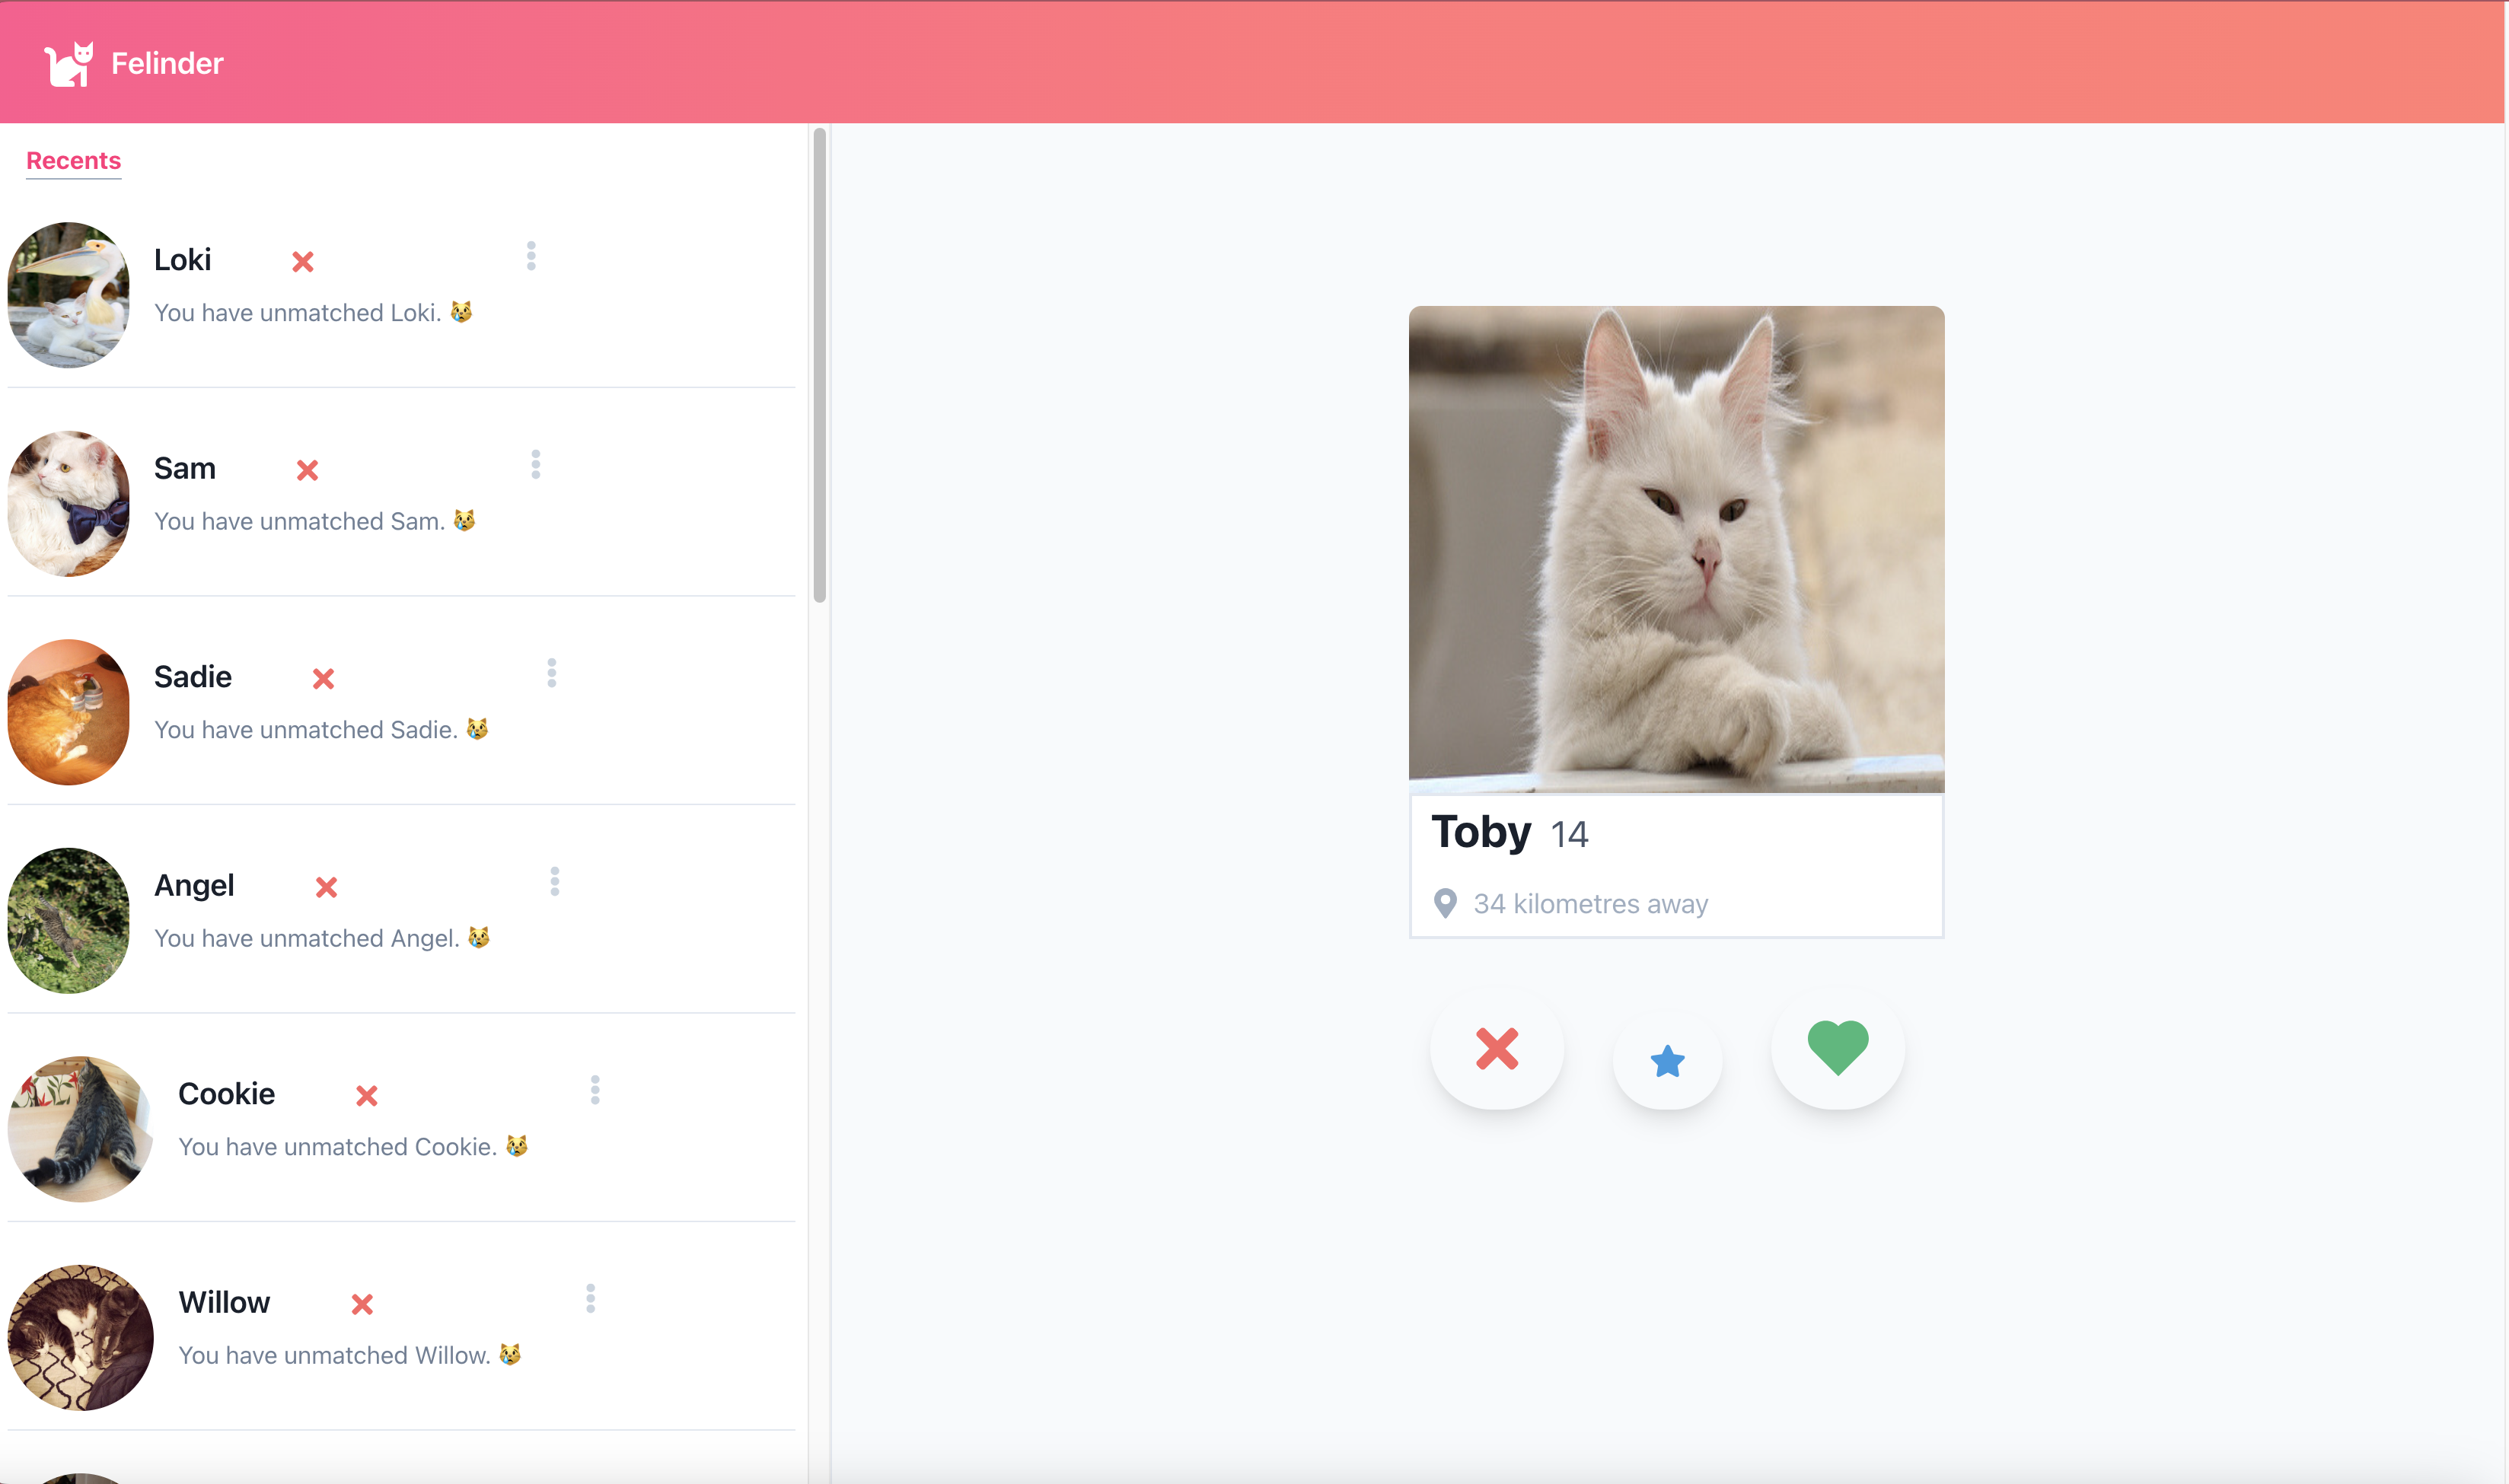 Felinder
Recents
Loki
You have unmatched Loki. 😿
Sam
You have unmatched Sam. 😿
Sadie
You have unmatched Sadie. 😿
Angel
You have unmatched Angel. 😿
Cookie
You have unmatched Cookie. 😿
Willow
You have unmatched Willow. 😿
Toby 14
34 kilometres away